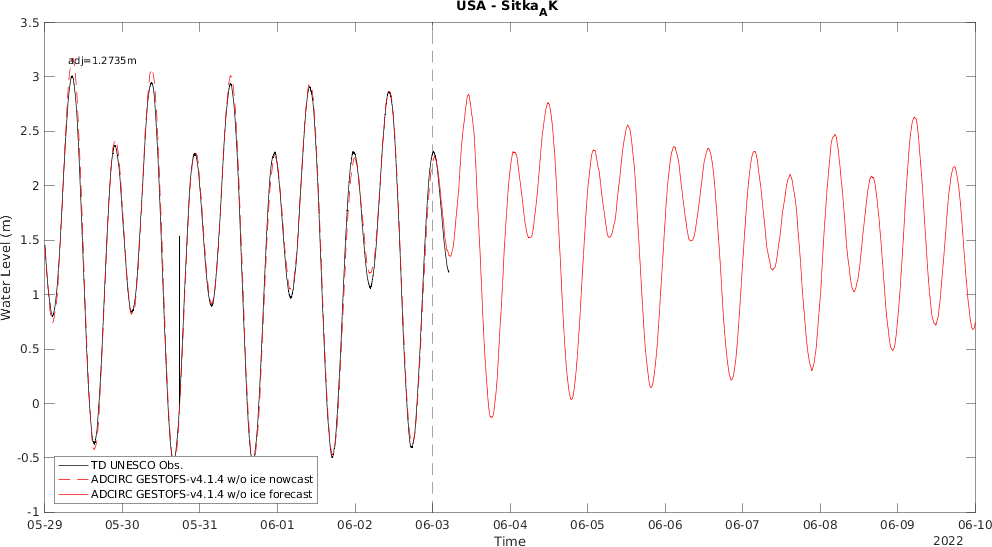 USA - Sitka_AK
adj=1.2735m
3.5
3
2.5
2
1.5
1
0.5
0
-0.5
-1
Water Level (m)
TD UNESCO Obs.
ADCIRC GESTOFS-v4.1.4 w/o ice nowcast
ADCIRC GESTOFS-v4.1.4 w/o ice forecast
05-29 05-30 05-31 06-01 06-02 06-03 06-04 06-05 06-06 06-07 06-08 06-09 06-10
Time
2022